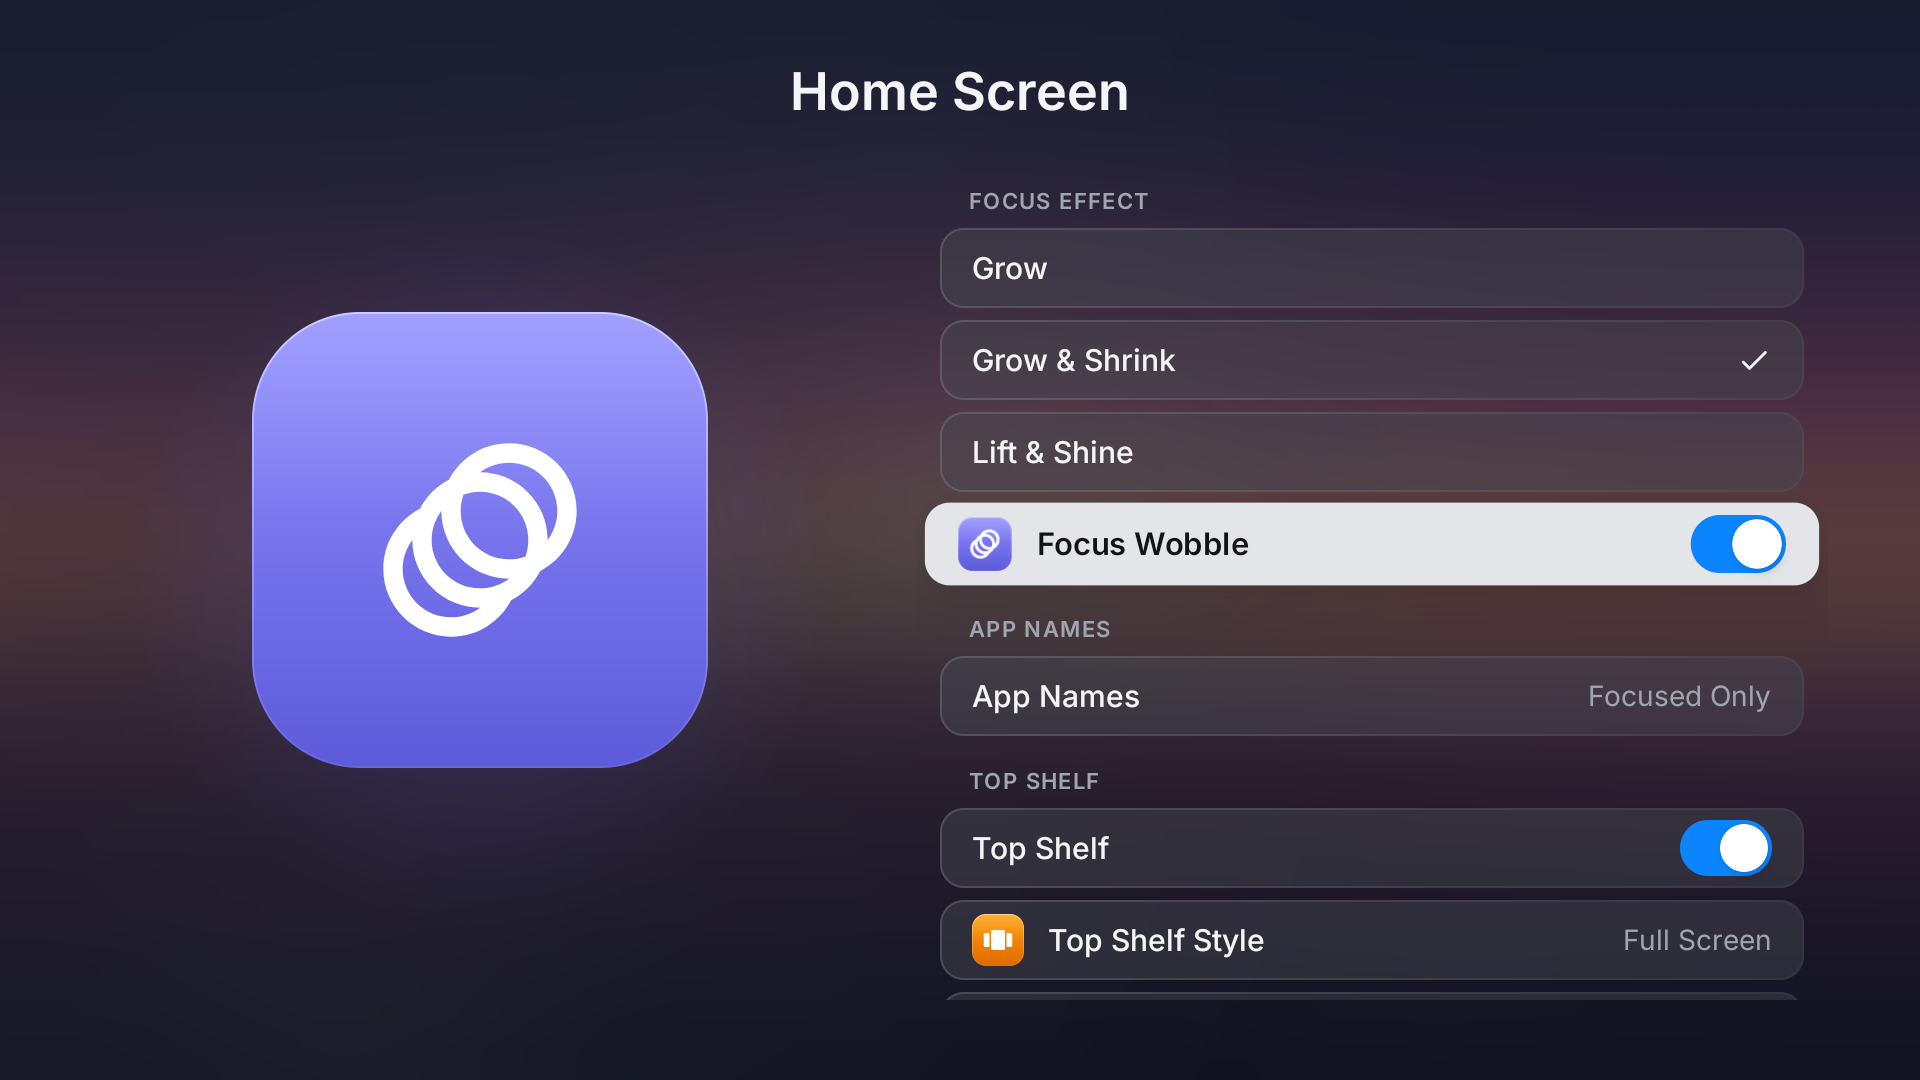 Home Screen
FOCUS EFFECT
Grow
Grow & Shrink
Lift & Shine
Focus Wobble
APP NAMES
App Names
Focused Only
TOP SHELF
Top Shelf
Top Shelf Style
Full Screen